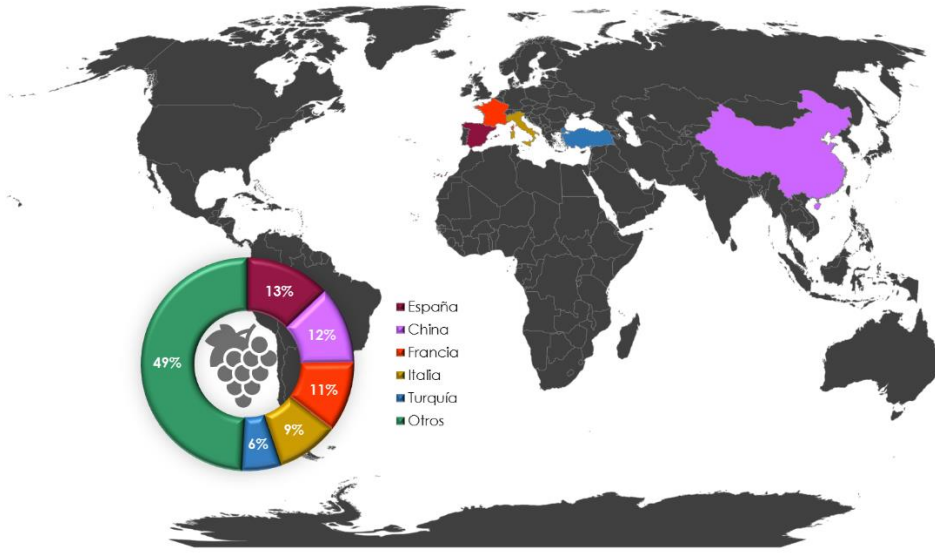 13%
12%
11%
9%
6%
49%
España
China
Francia
Italia
Turquía
Otros